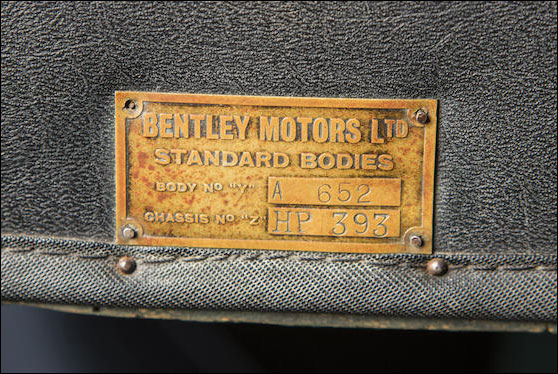 BENTLEY MOTORS LTD
STANDARD BODIES
BODY NO "Y" A 652
CHASSIS NO "Z" HP 393